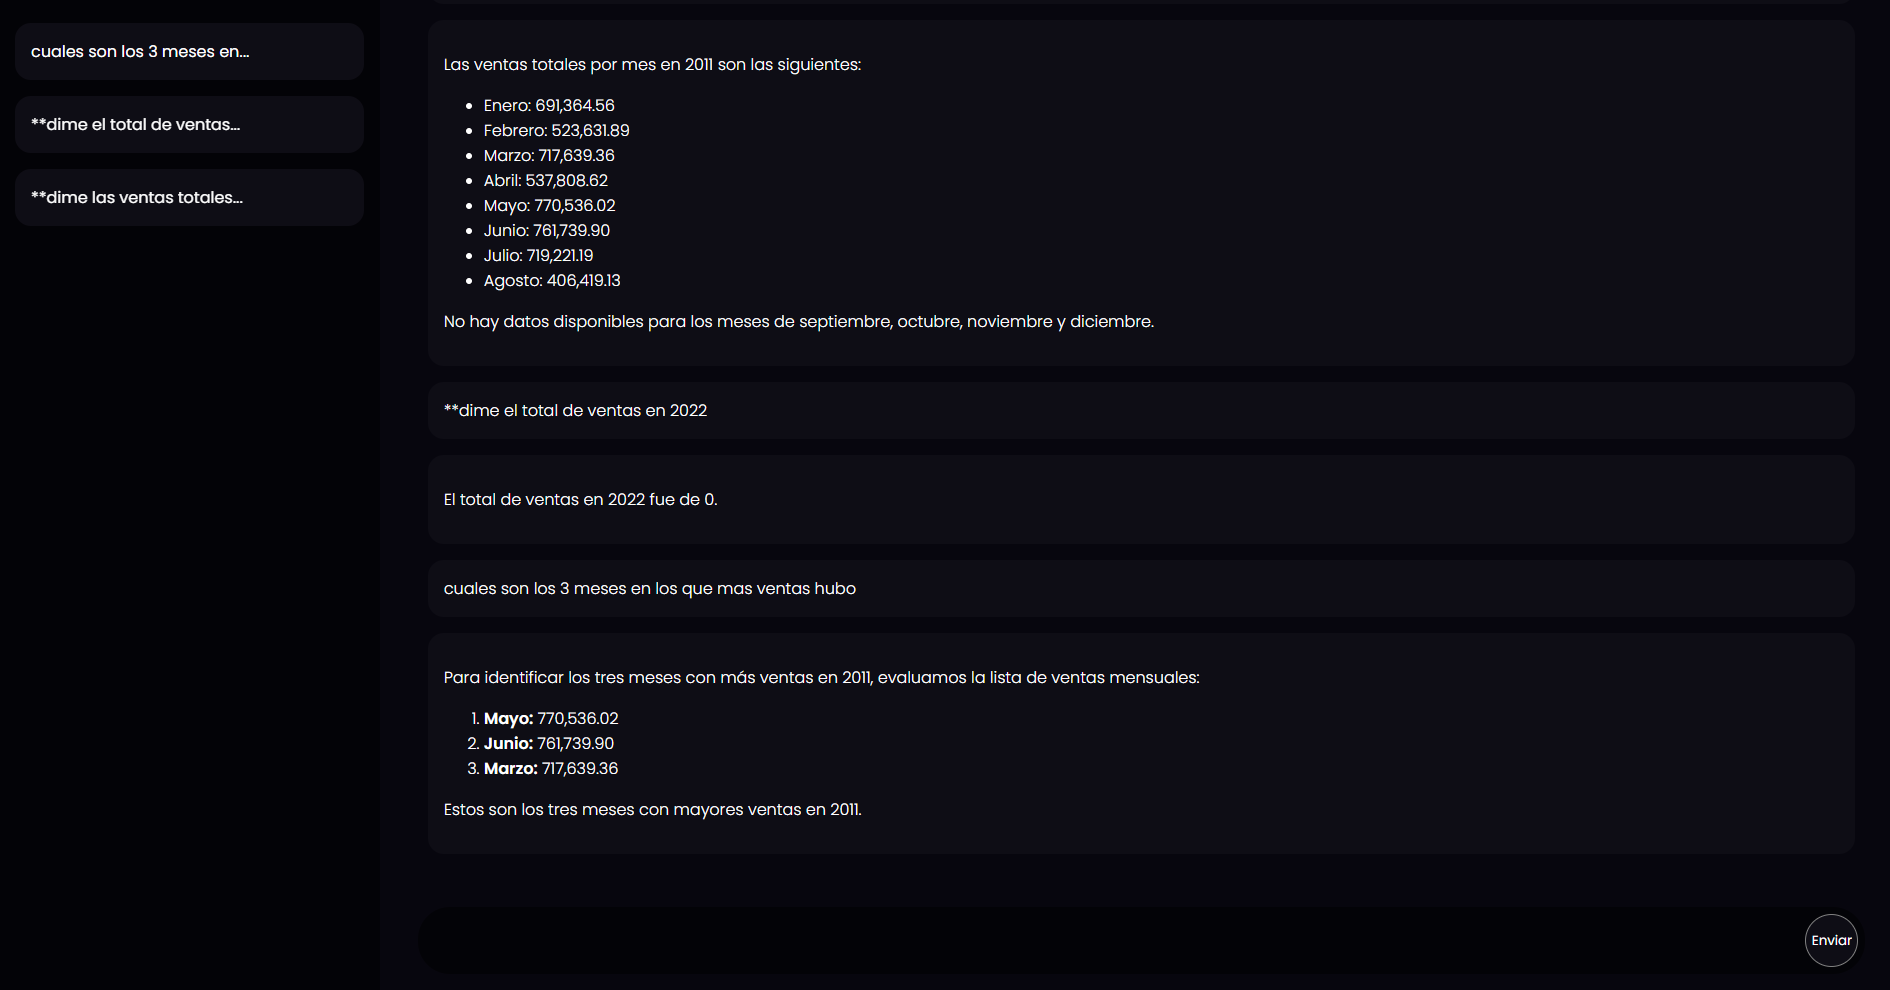 cuales son los 3 meses en...
**dime el total de ventas...
**dime las ventas totales...
Las ventas totales por mes en 2011 son las siguientes:
• Enero: 691,364.56
• Febrero: 523,631.89
• Marzo: 717,639.36
• Abril: 537,808.62
• Mayo: 770,536.02
• Junio: 761,739.90
• Julio: 719,221.19
• Agosto: 406,419.13
No hay datos disponibles para los meses de septiembre, octubre, noviembre y diciembre.
**dime el total de ventas en 2022
El total de ventas en 2022 fue de 0.
cuales son los 3 meses en los que mas ventas hubo
Para identificar los tres meses con más ventas en 2011, evaluamos la lista de ventas mensuales:
1. Mayo: 770,536.02
2. Junio: 761,739.90
3. Marzo: 717,639.36
Estos son los tres meses con mayores ventas en 2011.
Enviar